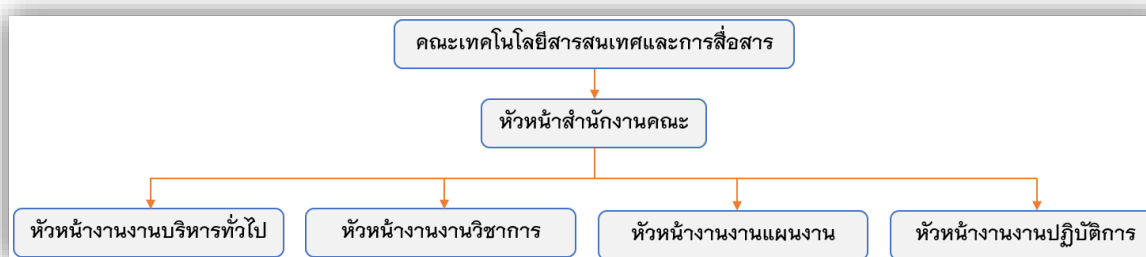 คณะเทคโนโลยีสารสนเทศและการสื่อสาร
หัวหน้าสำนักงานคณะ
หัวหน้างานงานบริหารทั่วไป
หัวหน้างานงานวิชาการ
หัวหน้างานงานแผนงาน
หัวหน้างานงานปฏิบัติการ